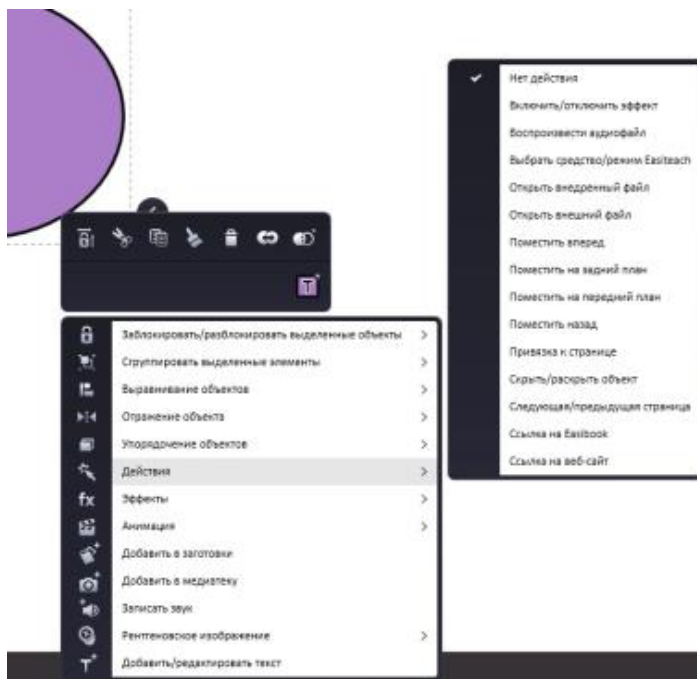 Нет действия
Включить/отключить эффект
Воспроизвести аудиофайл
Выбрать средство/режим Easiteach
Открыть внедренный файл
Открыть внешний файл
Поместить вперед
Поместить на задний план
Поместить на передний план
Поместить назад
Привязка к странице
Скрыть/раскрыть объект
Следующая/предыдущая страница
Ссылка на Easibook
Ссылка на веб-сайт
T
Заблокировать/разблокировать выделенные объекты
Сгруппировать выделенные элементы
Выравнивание объектов
Отражение объекта
Упорядочение объектов
Действия
fx Эффекты
Анимация
Добавить в заготовки
Добавить в медиатеку
Записать звук
Рентгеновское изображение
T Добавить/редактировать текст